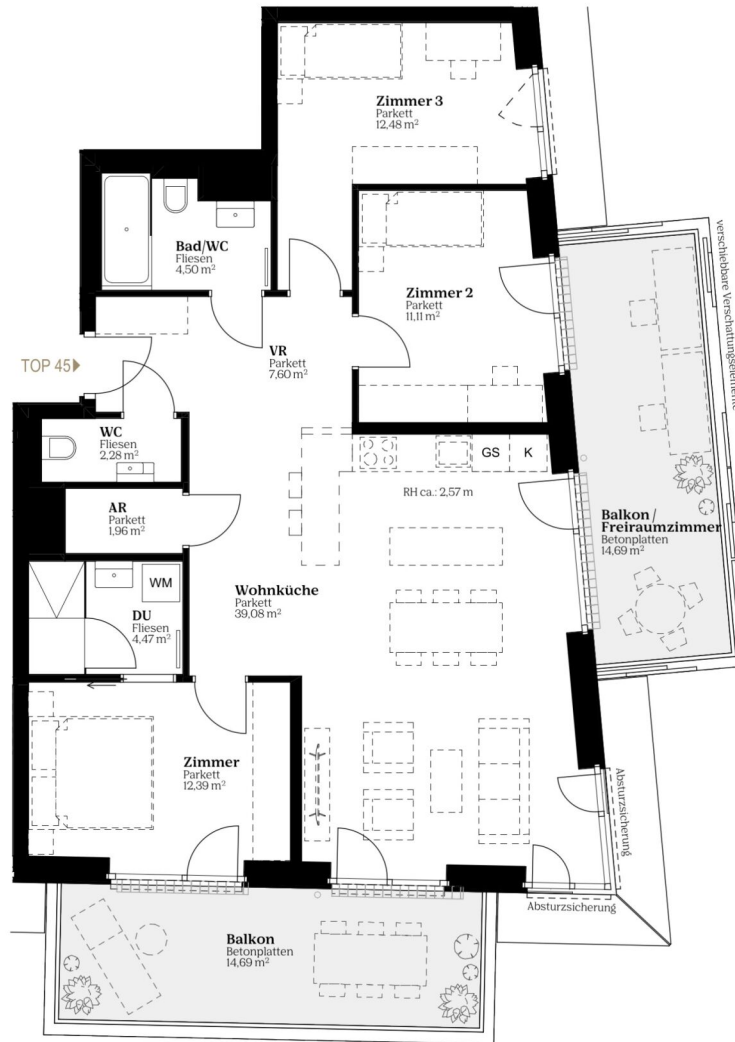 Zimmer 3
Parkett
12,48 m²
Bad/WC
Fliesen
4,50 m²
Zimmer 2
Parkett
11,11 m²
verschiebbare Verschattungselemente
VR
Parkett
7,60 m²
TOP 45
WC
Fliesen
2,28 m²
GS
K
RH ca.: 2,57 m
AR
Parkett
1,96 m²
Balkon/
Freiraumzimmer
Betonplatten
14,69 m²
WM
DU
Fliesen
4,47 m²
Wohnküche
Parkett
39,08 m²
Zimmer
Parkett
12,39 m²
Absturzsicherung
Absturzsicherung
Balkon
Betonplatten
14,69 m²